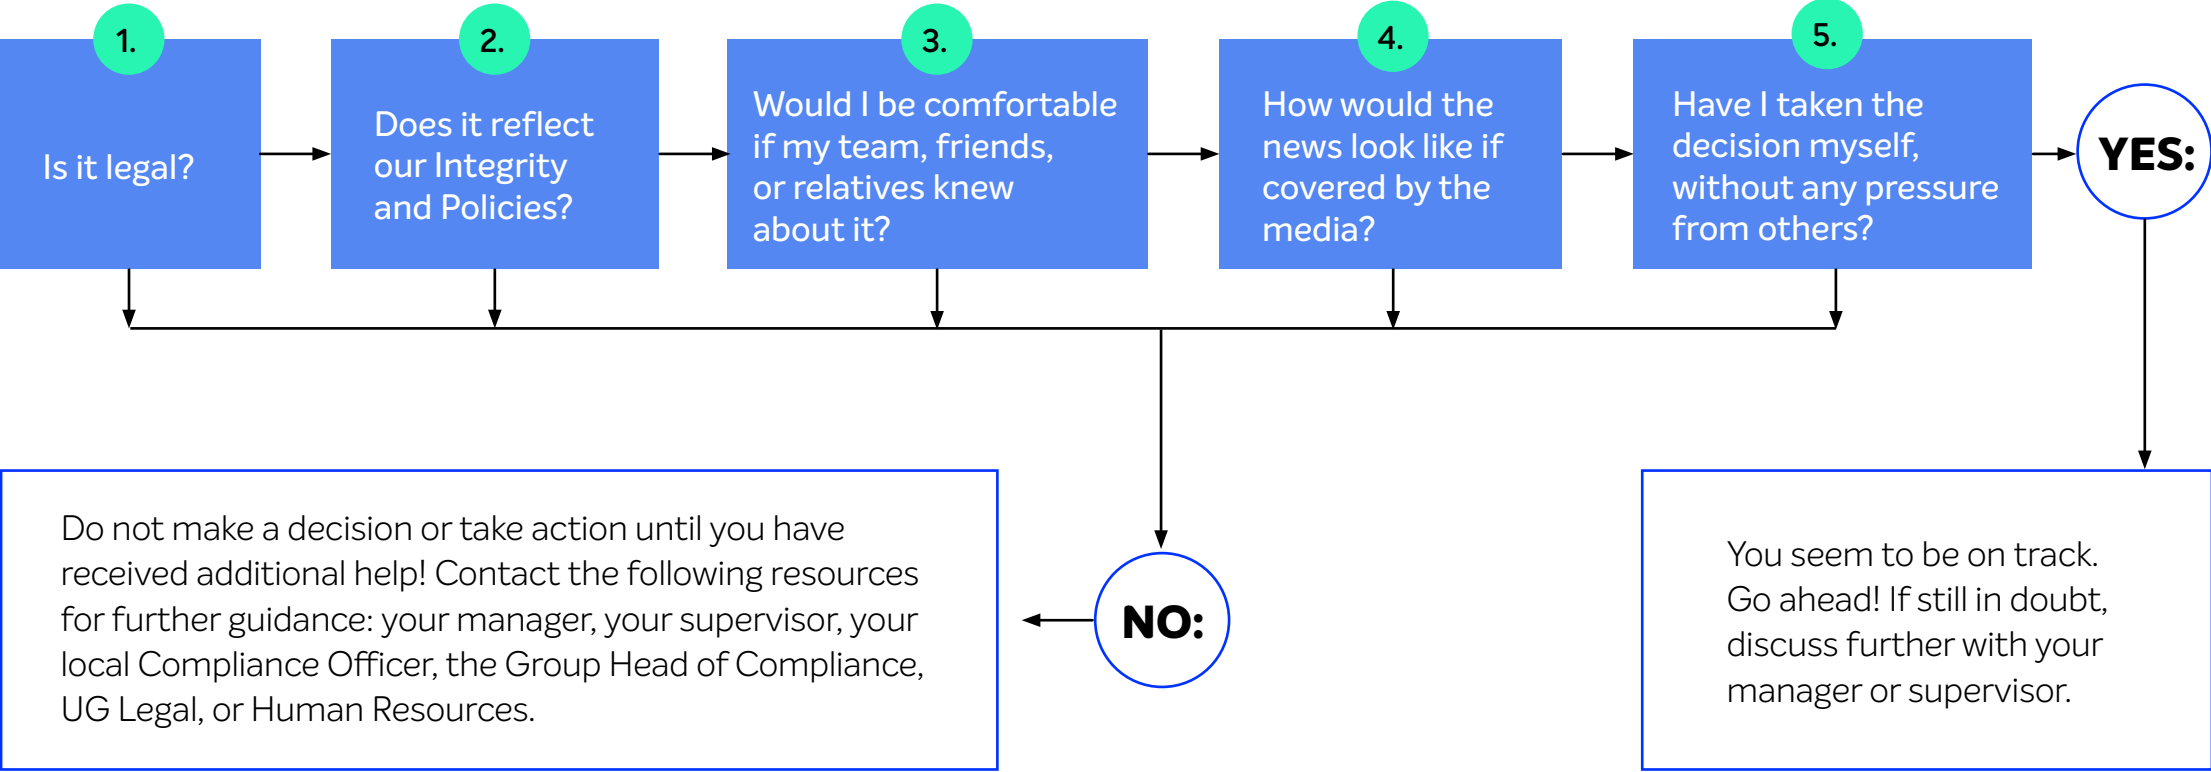 1.
Is it legal?
2.
Does it reflect
our Integrity
and Policies?
3.
Would I be comfortable
if my team, friends,
or relatives knew
about it?
4.
How would the
news look like if
covered by the
media?
5.
Have I taken the
decision myself,
without any pressure
from others?
YES:
Do not make a decision or take action until you have
received additional help! Contact the following resources
for further guidance: your manager, your supervisor, your
local Compliance Officer, the Group Head of Compliance,
UG Legal, or Human Resources.
NO:
You seem to be on track.
Go ahead! If still in doubt,
discuss further with your
manager or supervisor.